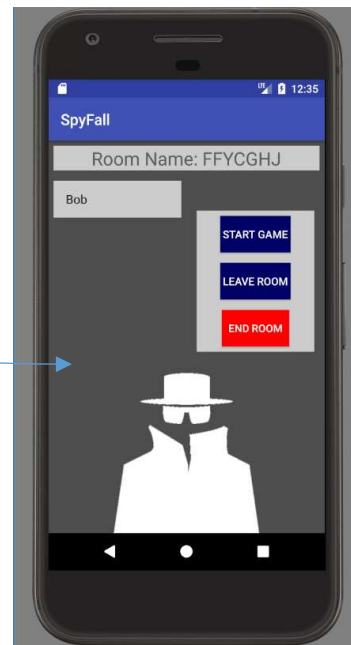 LTE 12:35
SpyFall
Room Name: FFYCGHJ
Bob
START GAME
LEAVE ROOM
END ROOM